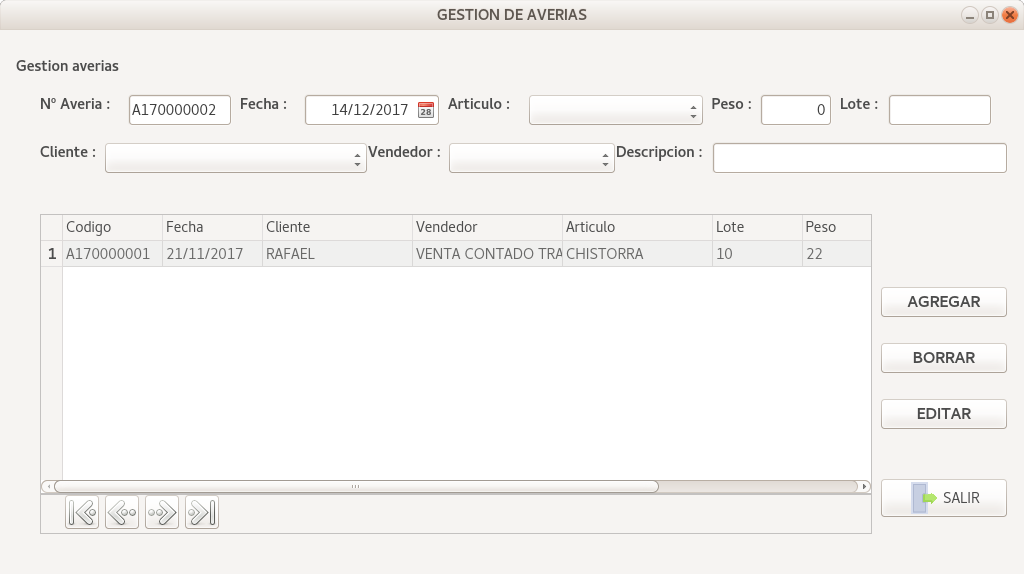 GESTION DE AVERIAS
Gestion averias
Nº Averia : A170000002 Fecha : 14/12/2017 28 Articulo : Peso : 0 Lote :
Cliente : Vendedor : Descripcion :
Codigo Fecha Cliente Vendedor Articulo Lote Peso
1 A170000001 21/11/2017 RAFAEL VENTA CONTADO TRA CHISTORRA 10 22
AGREGAR
BORRAR
EDITAR
SALIR